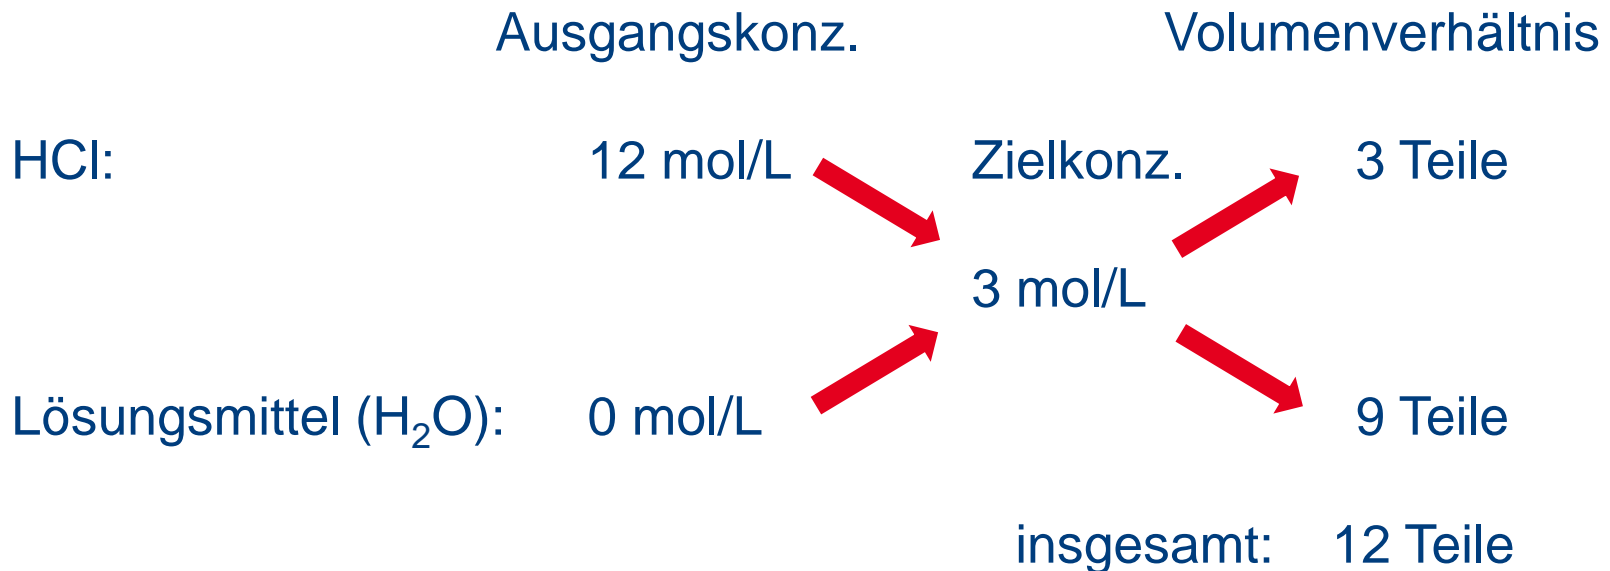 Ausgangskonz. Volumenverhältnis
HCl: 12 mol/L Zielkonz. 3 Teile
3 mol/L
Lösungsmittel (H₂O): 0 mol/L 9 Teile
insgesamt: 12 Teile